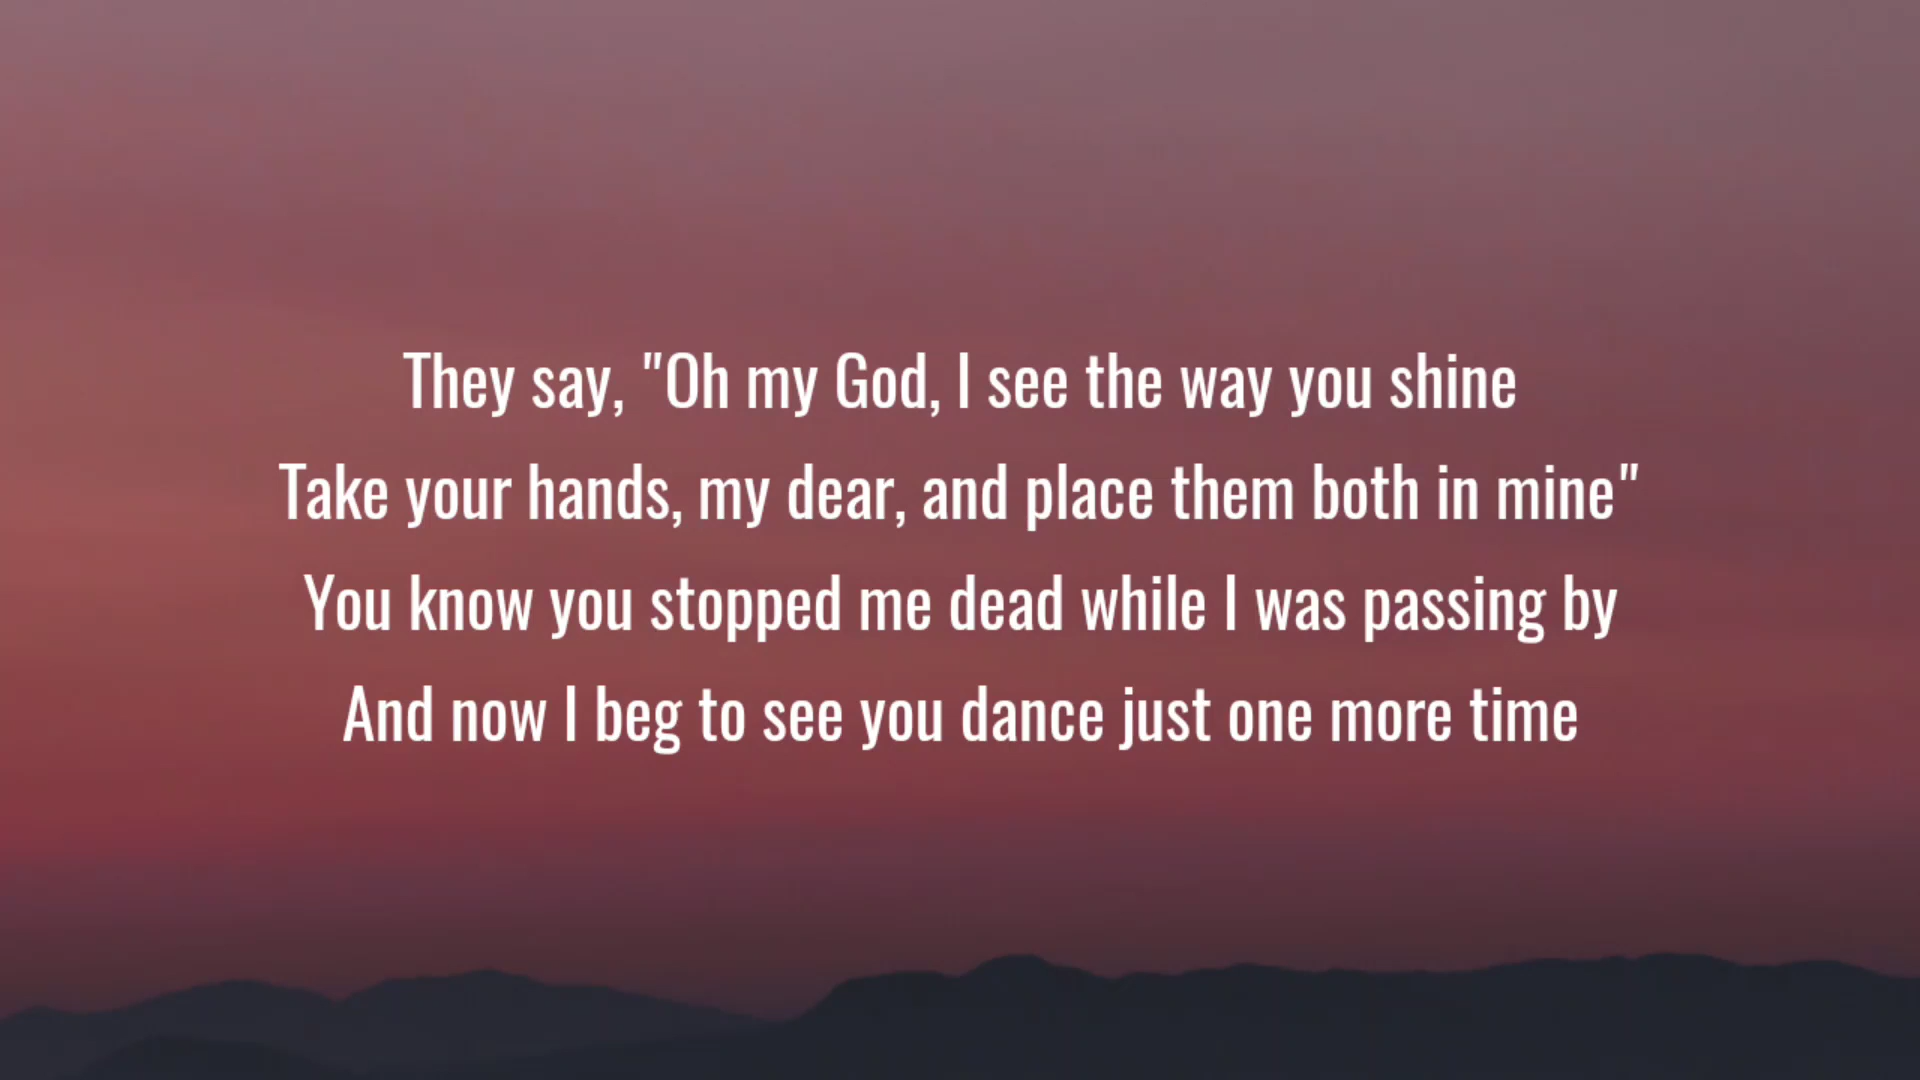 They say, "Oh my God, I see the way you shine
Take your hands, my dear, and place them both in mine"
You know you stopped me dead while I was passing by
And now I beg to see you dance just one more time